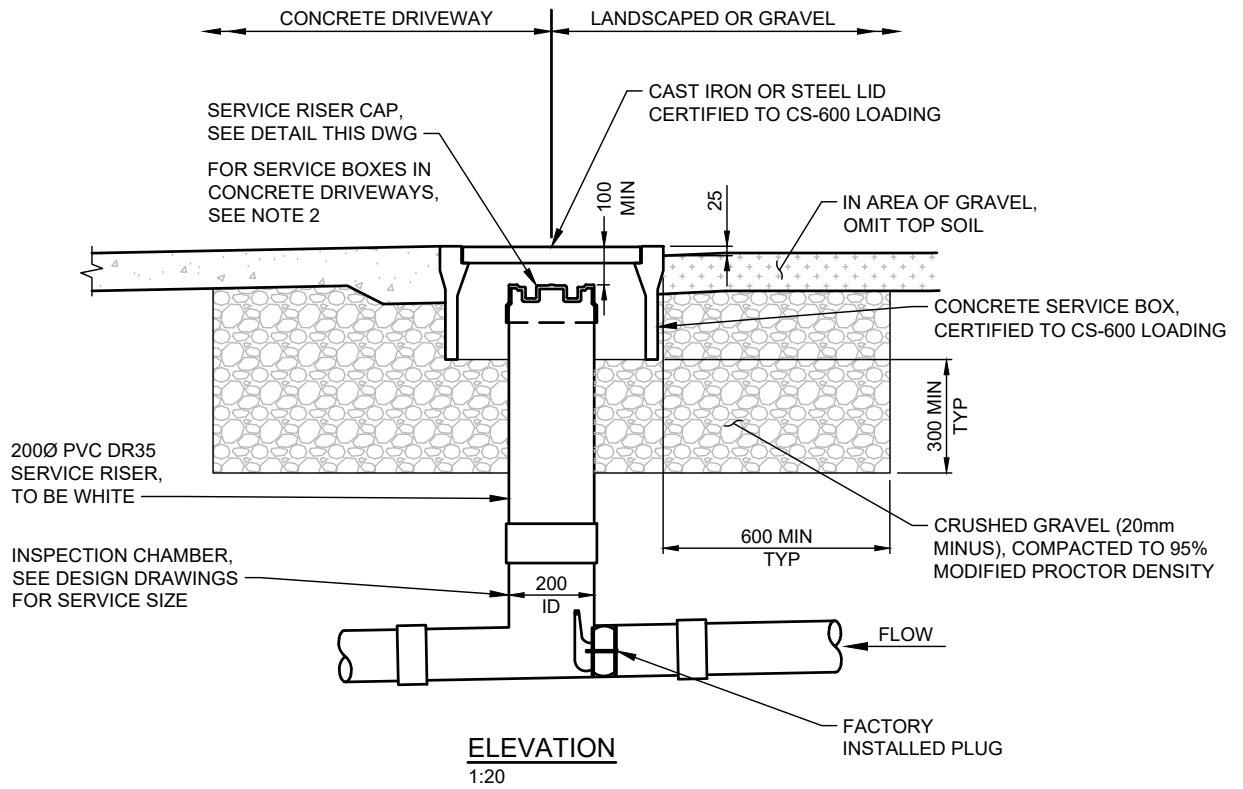 CONCRETE DRIVEWAY
LANDSCAPED OR GRAVEL
SERVICE RISER CAP,
SEE DETAIL THIS DWG
FOR SERVICE BOXES IN
CONCRETE DRIVEWAYS,
SEE NOTE 2
CAST IRON OR STEEL LID
CERTIFIED TO CS-600 LOADING
100
MIN
25
IN AREA OF GRAVEL,
OMIT TOP SOIL
CONCRETE SERVICE BOX,
CERTIFIED TO CS-600 LOADING
300 MIN
TYP
200Ø PVC DR35
SERVICE RISER,
TO BE WHITE
600 MIN
TYP
CRUSHED GRAVEL (20mm
MINUS), COMPACTED TO 95%
MODIFIED PROCTOR DENSITY
INSPECTION CHAMBER,
SEE DESIGN DRAWINGS
FOR SERVICE SIZE
200
ID
FLOW
FACTORY
INSTALLED PLUG
ELEVATION
1:20